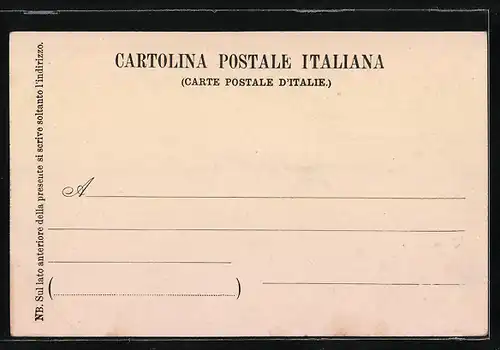 CARTOLINA POSTALE ITALIANA
(CARTE POSTALE D'ITALIE.)
NB. Sul lato anteriore della presente si scrive soltanto l'indirizzo.
A